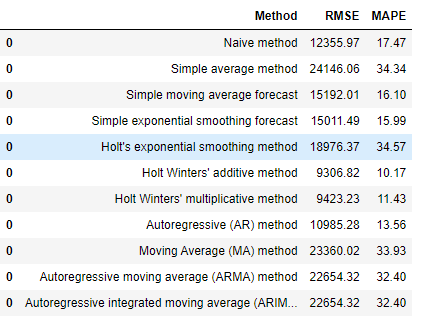 Method RMSE MAPE
0 Naive method 12355.97 17.47
0 Simple average method 24146.06 34.34
0 Simple moving average forecast 15192.01 16.10
0 Simple exponential smoothing forecast 15011.49 15.99
0 Holt's exponential smoothing method 18976.37 34.57
0 Holt Winters' additive method 9306.82 10.17
0 Holt Winters' multiplicative method 9423.23 11.43
0 Autoregressive (AR) method 10985.28 13.56
0 Moving Average (MA) method 23360.02 33.93
0 Autoregressive moving average (ARMA) method 22654.32 32.40
0 Autoregressive integrated moving average (ARIM... 22654.32 32.40